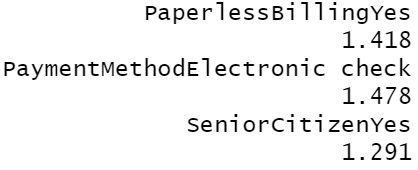 PaperlessBillingYes
1.418
PaymentMethodElectronic check
1.478
SeniorCitizenYes
1.291